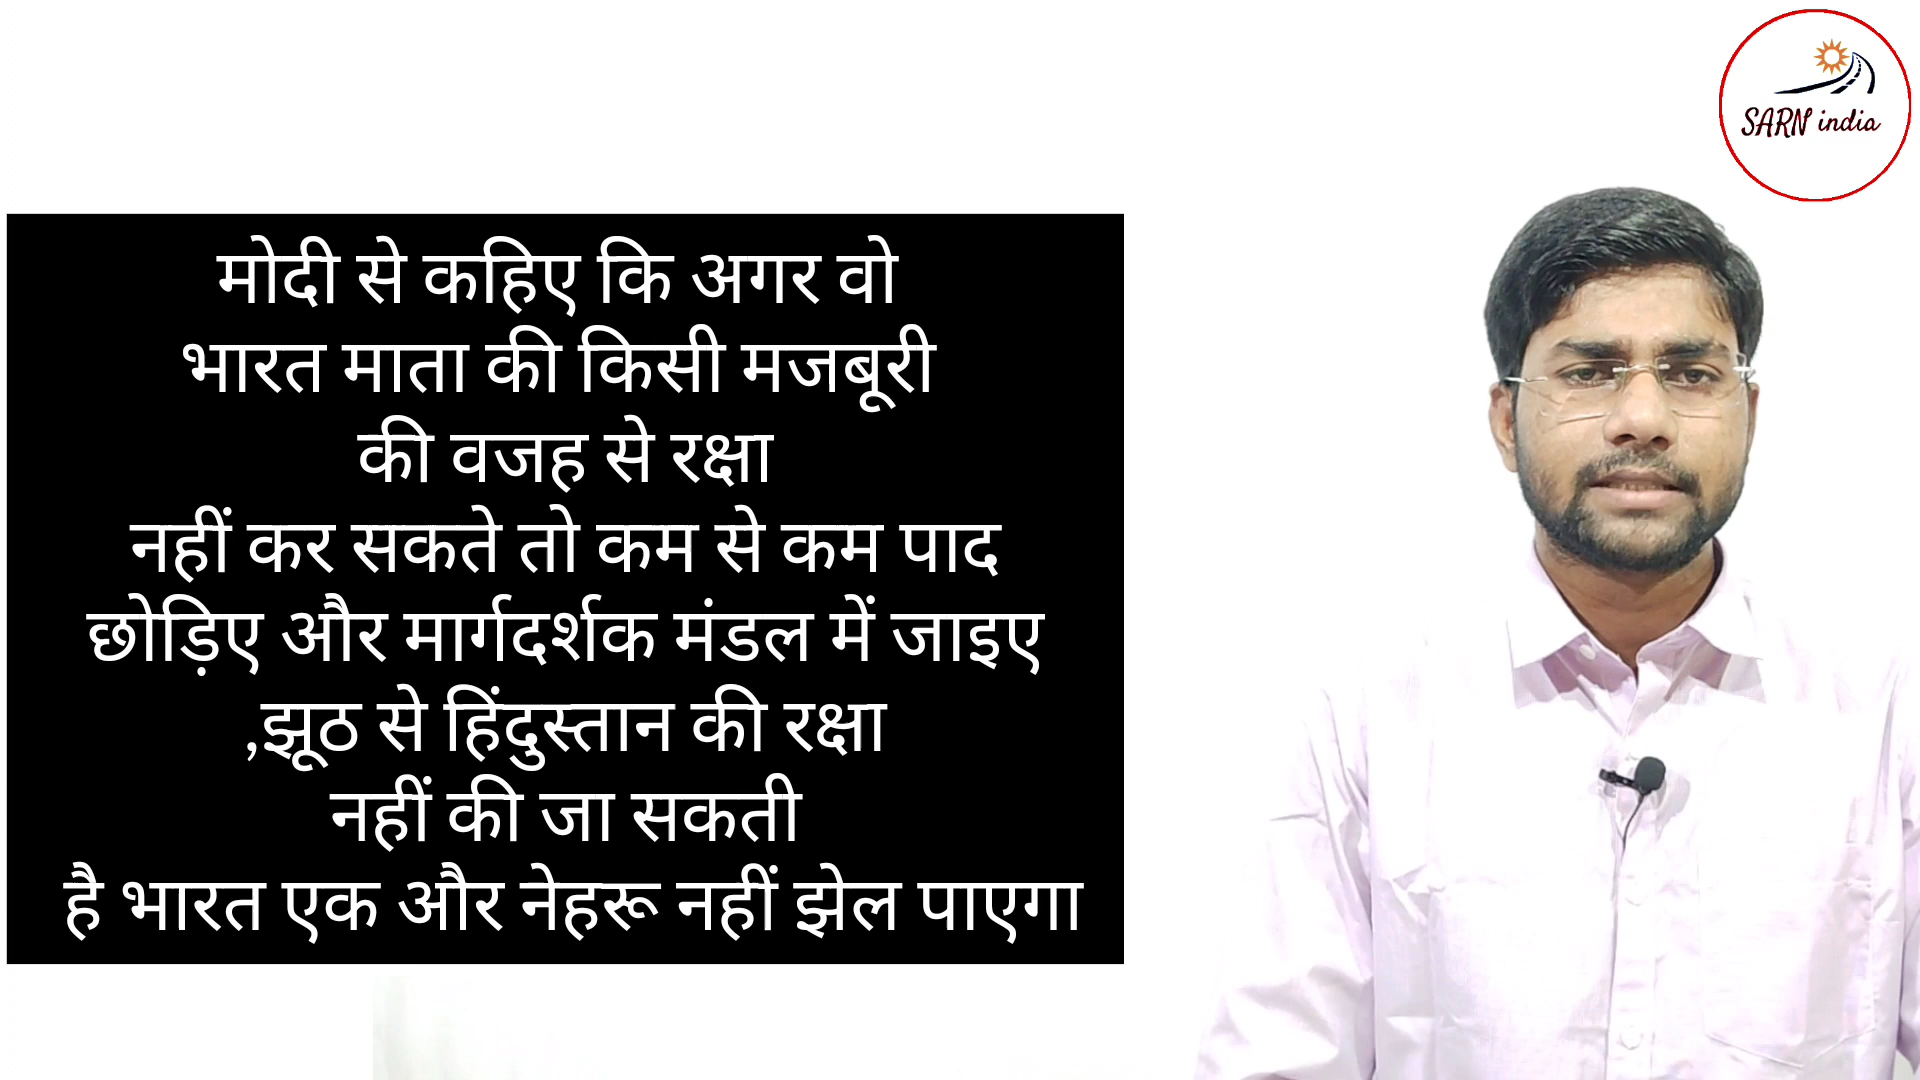 SARN india
मोदी से कहिए कि अगर वो
भारत माता की किसी मजबूरी
की वजह से रक्षा
नहीं कर सकते तो कम से कम पाद
छोड़िए और मार्गदर्शक मंडल में जाइए
,झूठ से हिंदुस्तान की रक्षा
नहीं की जा सकती
है भारत एक और नेहरू नहीं झेल पाएगा